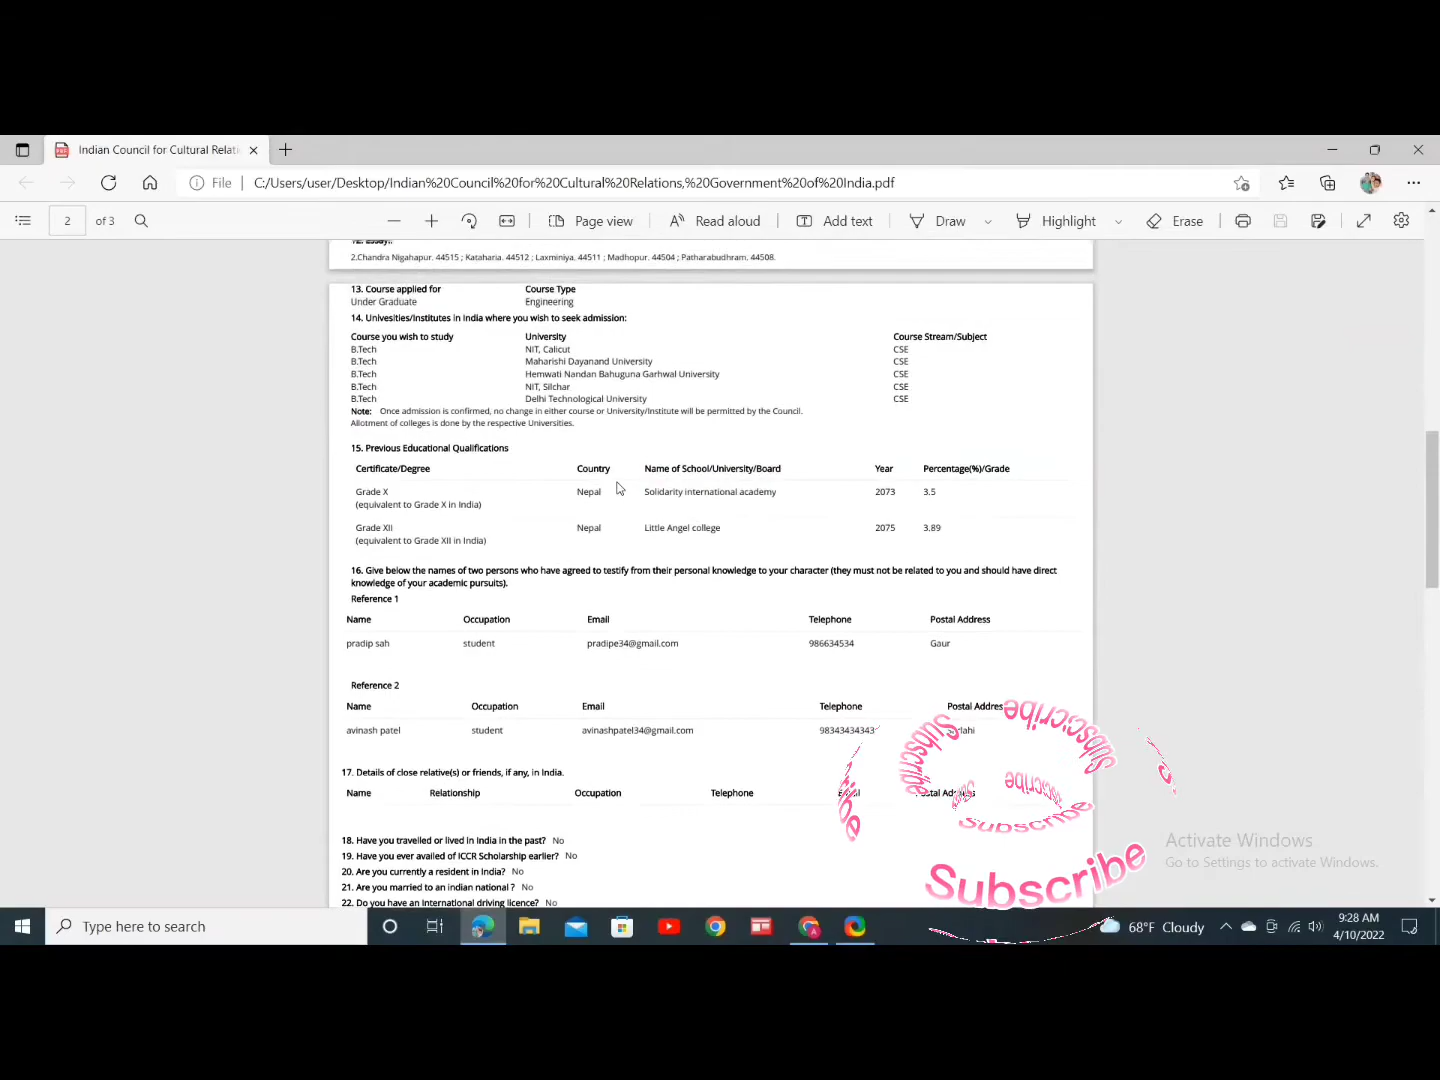 Indian Council for Cultural Relati
File C:/Users/user/Desktop/Indian%20Council%20for%20Cultural%20Relations,%20Government%20of%20India.pdf
2 of 3 Page view Read aloud Add text Draw Highlight Erase
12. Essay:.
2.Chandra Nigahapur. 44515 ; Kataharia. 44512 ; Laxminiya. 44511 ; Madhopur. 44504 ; Patharabudhram. 44508.
13. Course applied for Course Type
Under Graduate Engineering
14. Univesities/Institutes in India where you wish to seek admission:
Course you wish to study University Course Stream/Subject
B.Tech NIT, Calicut CSE
B.Tech Maharishi Dayanand University CSE
B.Tech Hemwati Nandan Bahuguna Garhwal University CSE
B.Tech NIT, Silchar CSE
B.Tech Delhi Technological University CSE
Note: Once admission is confirmed, no change in either course or University/Institute will be permitted by the Council.
Allotment of colleges is done by the respective Universities.
15. Previous Educational Qualifications
Certificate/Degree Country Name of School/University/Board Year Percentage(%)/Grade
Grade X Nepal Solidarity international academy 2073 3.5
(equivalent to Grade X in India)
Grade XII Nepal Little Angel college 2075 3.89
(equivalent to Grade XII in India)
16. Give below the names of two persons who have agreed to testify from their personal knowledge to your character (they must not be related to you and should have direct
knowledge of your academic pursuits).
Reference 1
Name Occupation Email Telephone Postal Address
pradip sah student pradipe34@gmail.com 986634534 Gaur
Reference 2
Name Occupation Email Telephone Postal Addres
avinash patel student avinashpatel34@gmail.com 98343434343
17. Details of close relative(s) or friends, if any, in India.
Name Relationship Occupation Telephone
18. Have you travelled or lived in India in the past? No
19. Have you ever availed of ICCR Scholarship earlier? No
20. Are you currently a resident in India? No
21. Are you married to an indian national ? No
22. Do you have an International driving licence? No
Subscribe
Subscribe
Subscribe
Subscribe
Subscribe
Activate Windows
Go to Settings to activate Windows.
Type here to search
68°F Cloudy
9:28 AM
4/10/2022